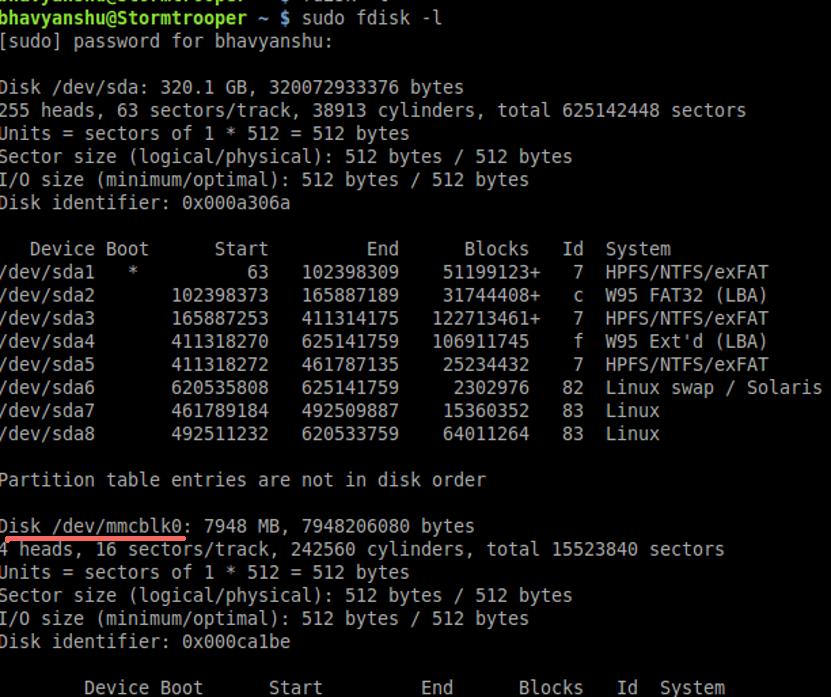 bhavyanshu@Stormtrooper ~ $ sudo fdisk -l
[sudo] password for bhavyanshu:
Disk /dev/sda: 320.1 GB, 320072933376 bytes
255 heads, 63 sectors/track, 38913 cylinders, total 625142448 sectors
Units = sectors of 1 * 512 = 512 bytes
Sector size (logical/physical): 512 bytes / 512 bytes
I/O size (minimum/optimal): 512 bytes / 512 bytes
Disk identifier: 0x000a306a
Device Boot Start End Blocks Id System
/dev/sda1 * 63 102398309 51199123+ 7 HPFS/NTFS/exFAT
/dev/sda2 102398373 165887189 31744408+ c W95 FAT32 (LBA)
/dev/sda3 165887253 411314175 122713461+ 7 HPFS/NTFS/exFAT
/dev/sda4 411318270 625141759 106911745 f W95 Ext'd (LBA)
/dev/sda5 411318272 461787135 25234432 7 HPFS/NTFS/exFAT
/dev/sda6 620535808 625141759 2302976 82 Linux swap / Solaris
/dev/sda7 461789184 492509887 15360352 83 Linux
/dev/sda8 492511232 620533759 64011264 83 Linux
Partition table entries are not in disk order
Disk /dev/mmcblk0: 7948 MB, 7948206080 bytes
4 heads, 16 sectors/track, 242560 cylinders, total 15523840 sectors
Units = sectors of 1 * 512 = 512 bytes
Sector size (logical/physical): 512 bytes / 512 bytes
I/O size (minimum/optimal): 512 bytes / 512 bytes
Disk identifier: 0x000ca1be
Device Boot Start End Blocks Id System